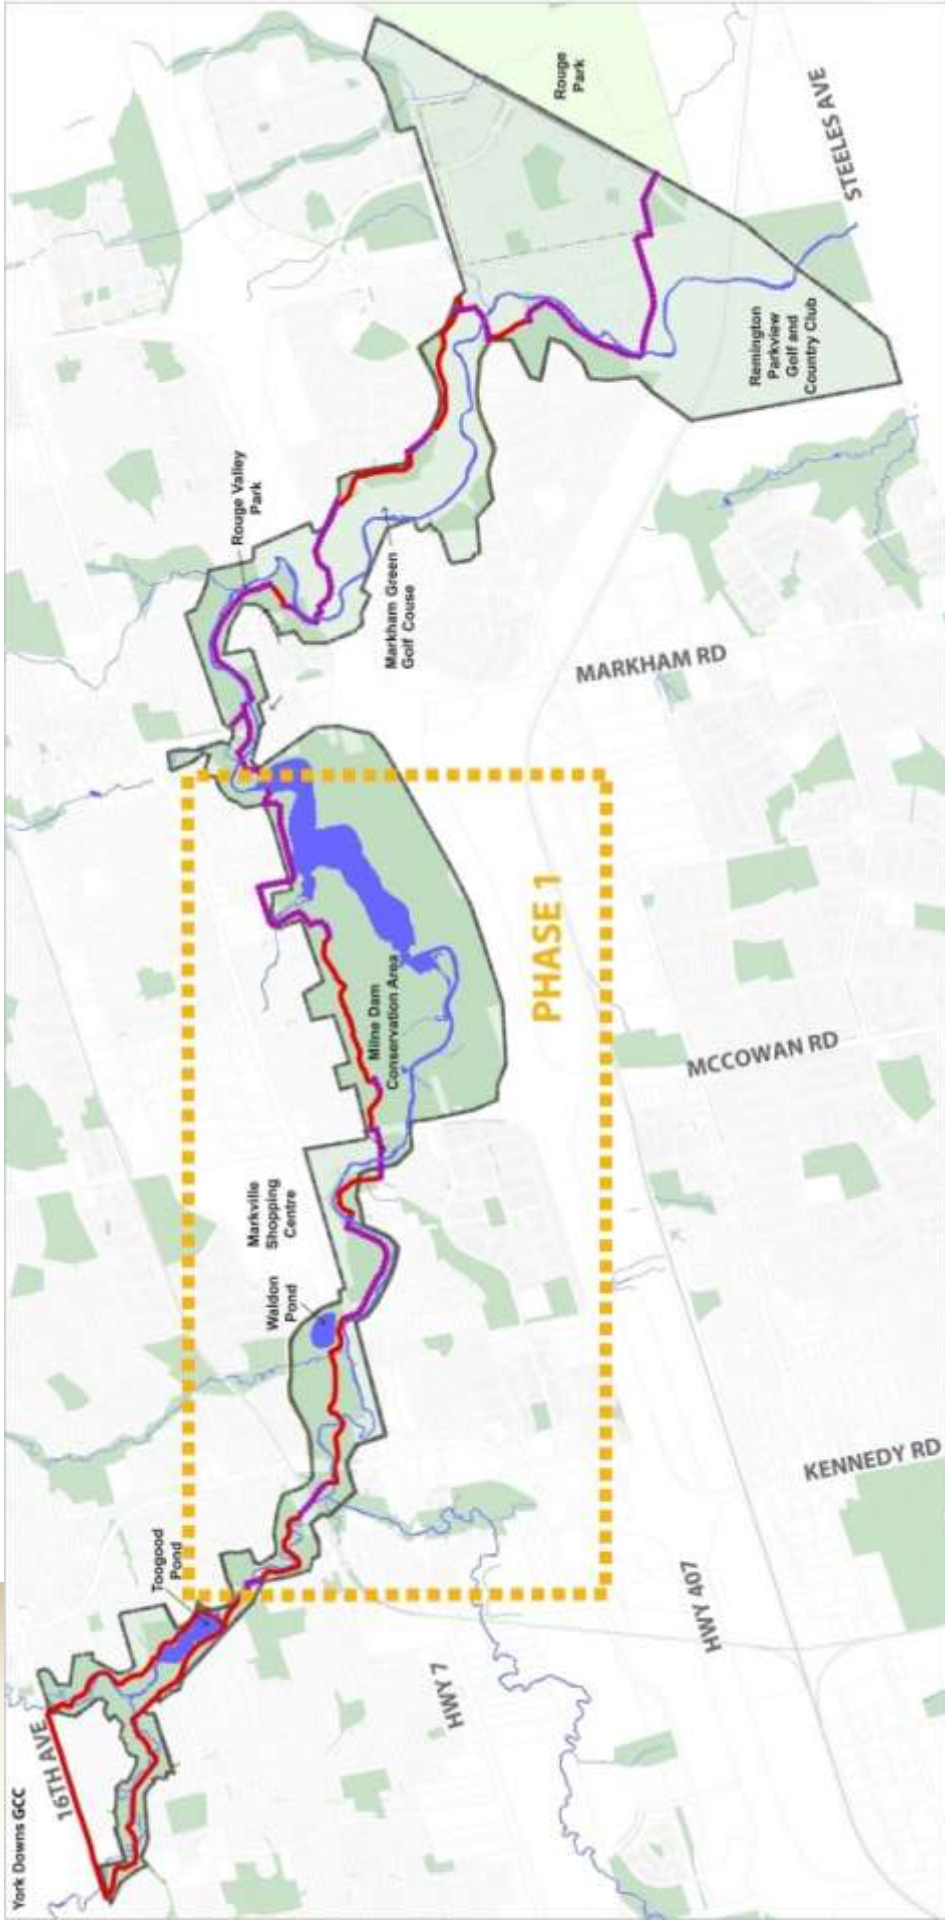 York Downs GCC
16TH AVE
Toogood
Pond
HWY 7
HWY 407
KENNEDY RD
Waldon
Pond
Markville
Shopping
Centre
Milne Dam
Conservation Area
PHASE 1
MCCOWAN RD
MARKHAM RD
Rouge Valley
Park
Markham Green
Golf Couse
Remington
Parkview
Golf and
Country Club
Rouge
Park
STEELES AVE